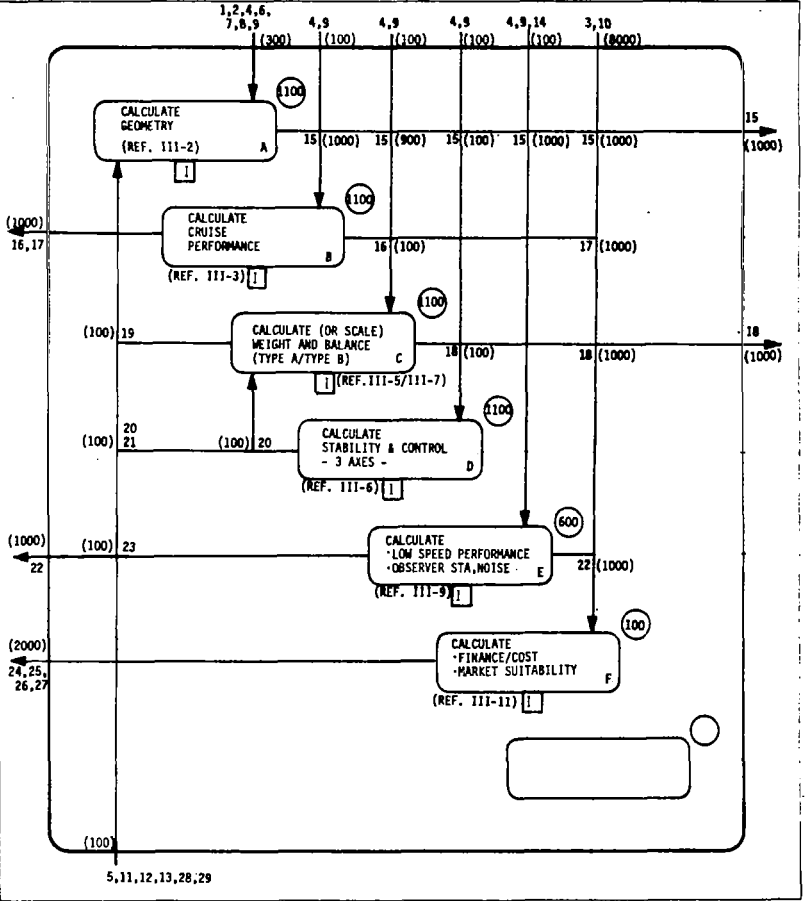 1,2,4,6,
7,8,9
4,9
4,9
4,9
4,9,14
3,10
(300)
(100)
(100)
(100)
(100)
(8000)
1100
CALCULATE
GEOMETRY
(REF. III-2) A
I
15 (1000)
15 (900)
15 (100)
15 (1000)
15 (1000)
15
(1000)
1100
CALCULATE
CRUISE
PERFORMANCE B
(REF. III-3) I
(1000)
16,17
16 (100)
17 (1000)
1100
CALCULATE (OR SCALE)
WEIGHT AND BALANCE
(TYPE A/TYPE B) C
I (REF.III-5/III-7)
(100) 19
18 (100)
18 (1000)
18
(1000)
1100
CALCULATE
STABILITY & CONTROL
- 3 AXES - D
(REF. III-6) I
20
(100) 21
(100) 20
600
CALCULATE
·LOW SPEED PERFORMANCE
·OBSERVER STA,NOISE · E
(REF. III-9) I
(1000)
22
(100) 23
22 (1000)
100
CALCULATE
·FINANCE/COST
·MARKET SUITABILITY F
(REF. III-11) I
(2000)
24,25,
26,27
(100)
5,11,12,13,28,29